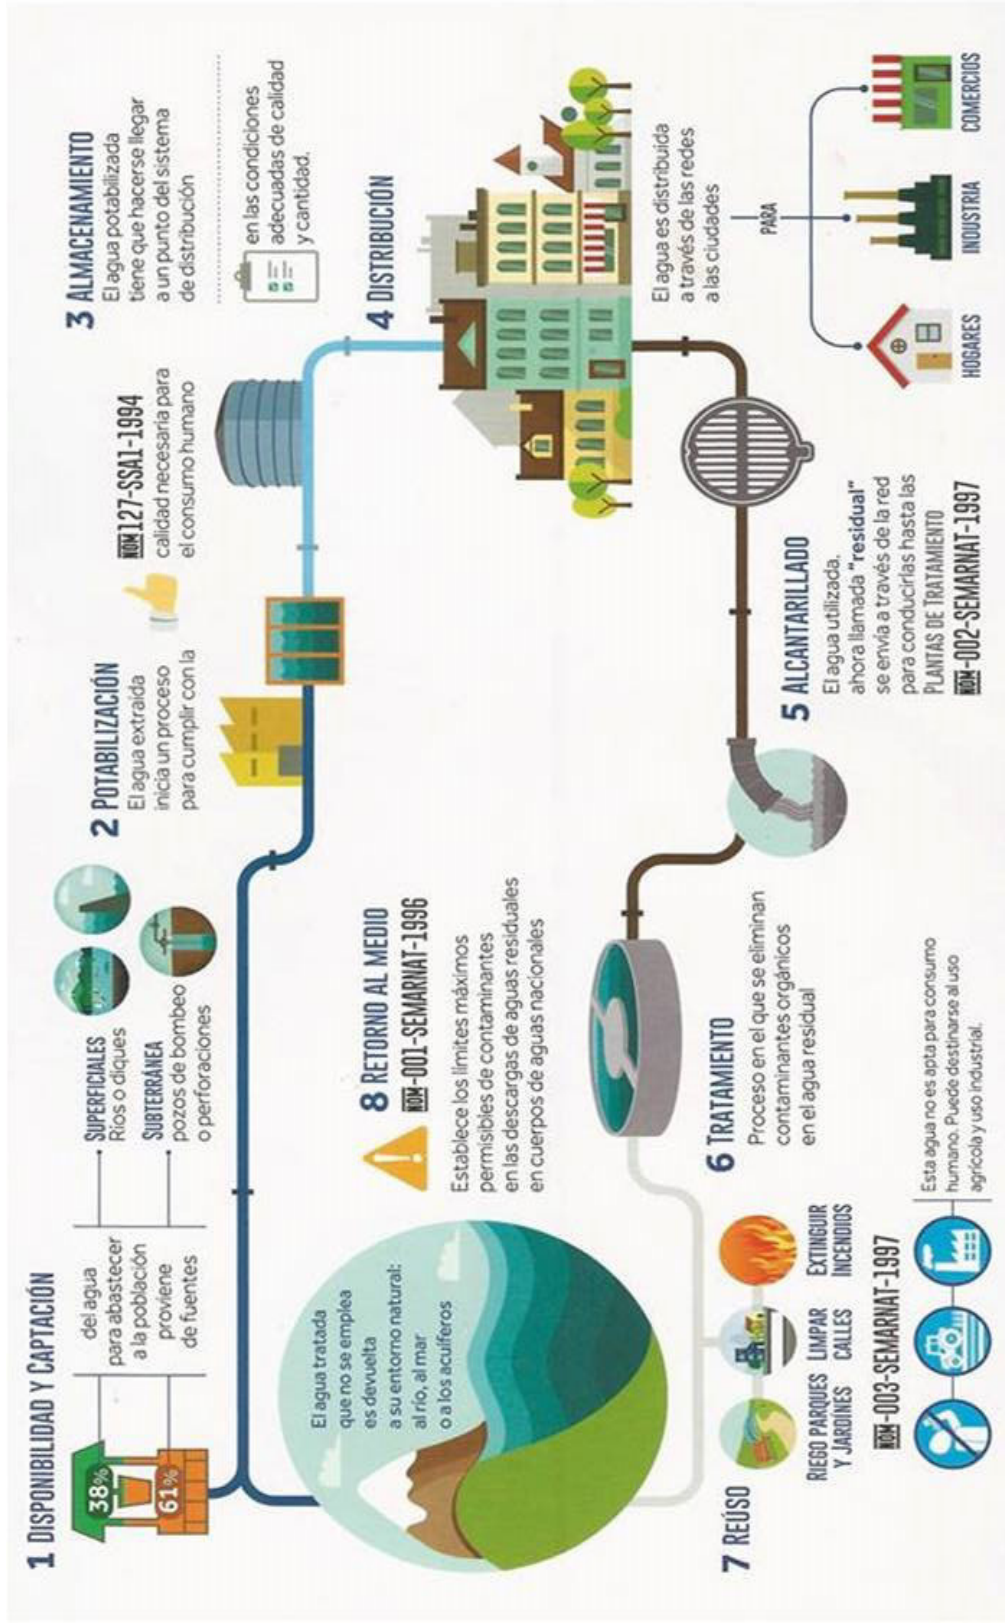 1 DISPONIBILIDAD Y CAPTACIÓN
38%
61%
del agua
para abastecer
a la población
proviene
de fuentes
SUPERFICIALES
Ríos o diques
SUBTERRÁNEA
pozos de bombeo
o perforaciones
2 POTABILIZACIÓN
El agua extraída
inicia un proceso
para cumplir con la
NOM127-SSA1-1994
calidad necesaria para
el consumo humano
3 ALMACENAMIENTO
El agua potabilizada
tiene que hacerse llegar
a un punto del sistema
de distribución
en las condiciones
adecuadas de calidad
y cantidad.
4 DISTRIBUCIÓN
El agua es distribuida
a través de las redes
a las ciudades
PARA
HOGARES
INDUSTRIA
COMERCIOS
5 ALCANTARILLADO
El agua utilizada,
ahora llamada "residual"
se envía a través de la red
para conducirlas hasta las
PLANTAS DE TRATAMIENTO
NOM-002-SEMARNAT-1997
6 TRATAMIENTO
Proceso en el que se eliminan
contaminantes orgánicos
en el agua residual
7 REÚSO
RIEGO PARQUES
Y JARDÍNES
LIMPAR
CALLES
EXTINGUIR
INCENDIOS
NOM-003-SEMARNAT-1997
Esta agua no es apta para consumo
humano. Puede destinarse al uso
agrícola y uso industrial.
8 RETORNO AL MEDIO
NOM-001-SEMARNAT-1996
Establece los límites máximos
permisibles de contaminantes
en las descargas de aguas residuales
en cuerpos de aguas nacionales
El agua tratada
que no se emplea
es devuelta
a su entorno natural:
al río, al mar
o a los acuíferos